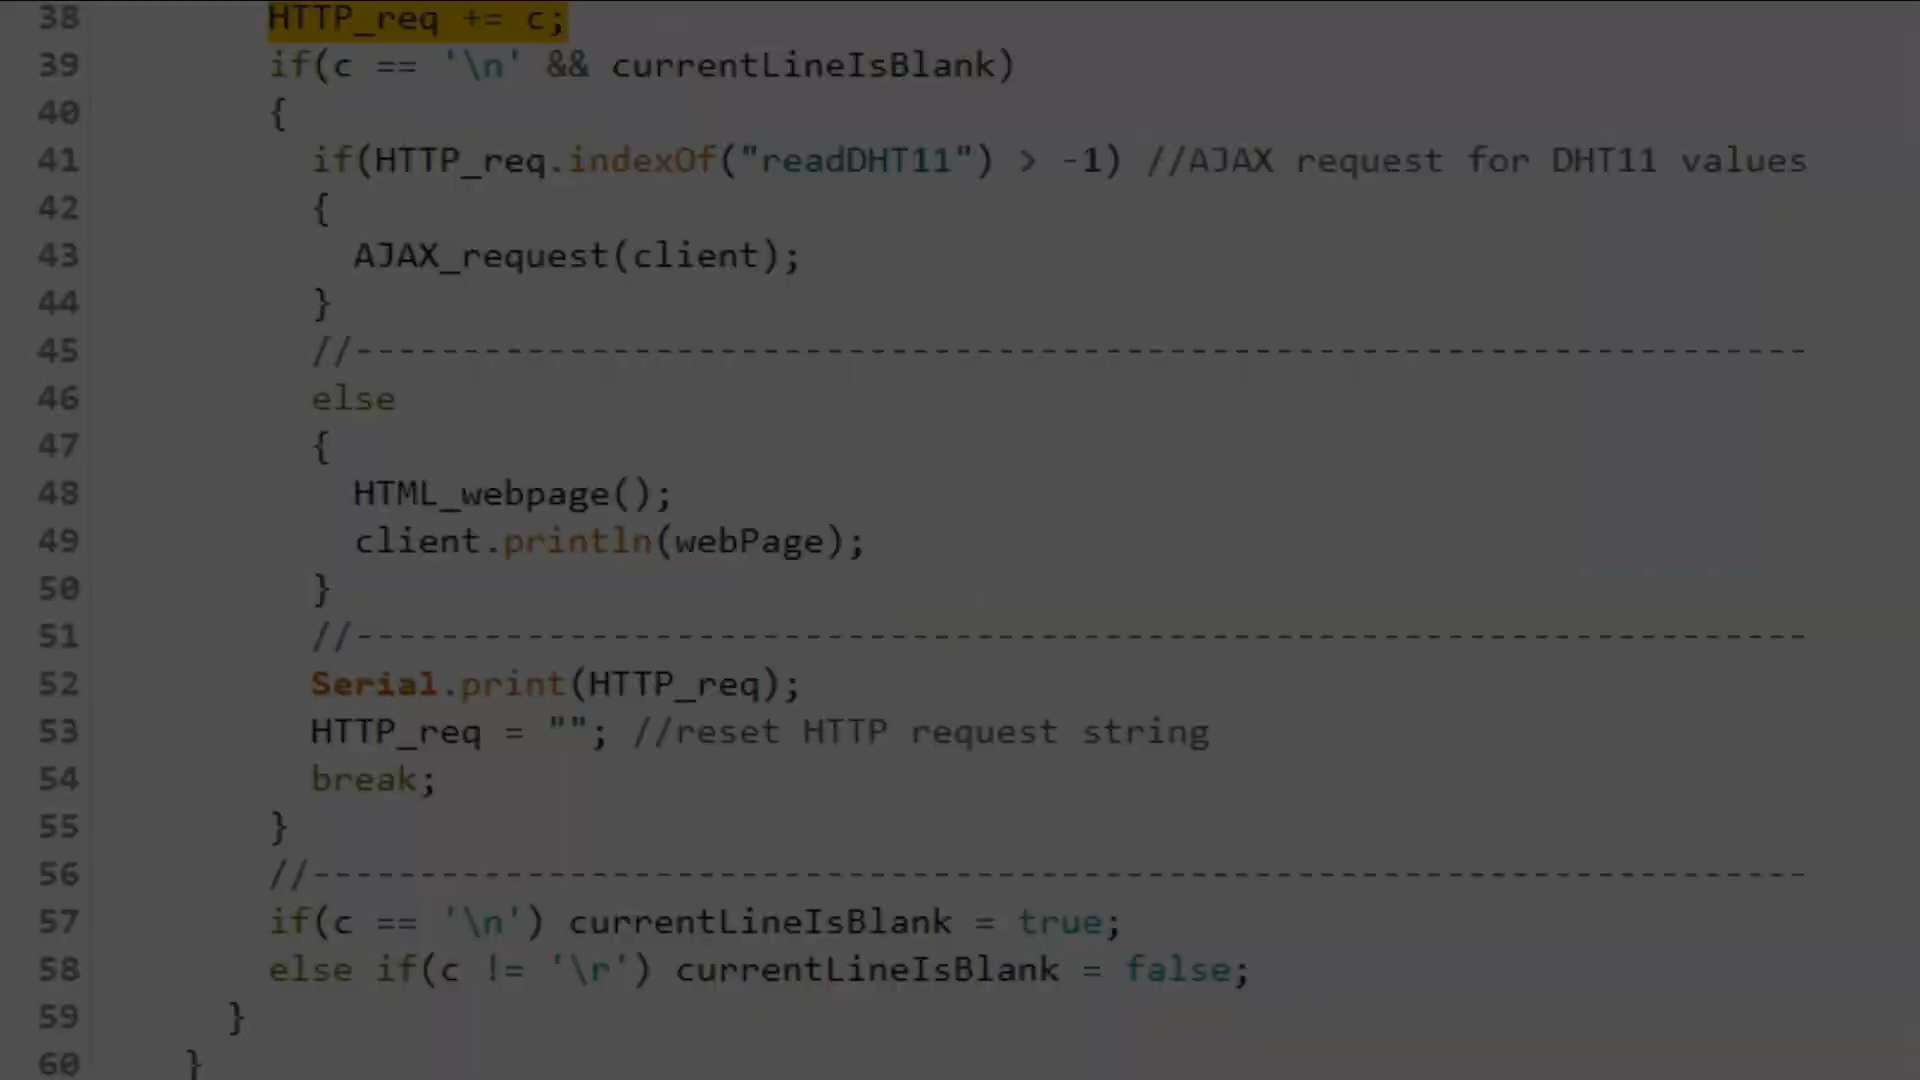 38 HTTP_req += c;
39 if(c == '\n' && currentLineIsBlank)
40 {
41 if(HTTP_req.indexOf("readDHT11") > -1) //AJAX request for DHT11 values
42 {
43 AJAX_request(client);
44 }
45 //--------------------------------------------------------------------
46 else
47 {
48 HTML_webpage();
49 client.println(webPage);
50 }
51 //--------------------------------------------------------------------
52 Serial.print(HTTP_req);
53 HTTP_req = ""; //reset HTTP request string
54 break;
55 }
56 //----------------------------------------------------------------------
57 if(c == '\n') currentLineIsBlank = true;
58 else if(c != '\r') currentLineIsBlank = false;
59 }
60 }